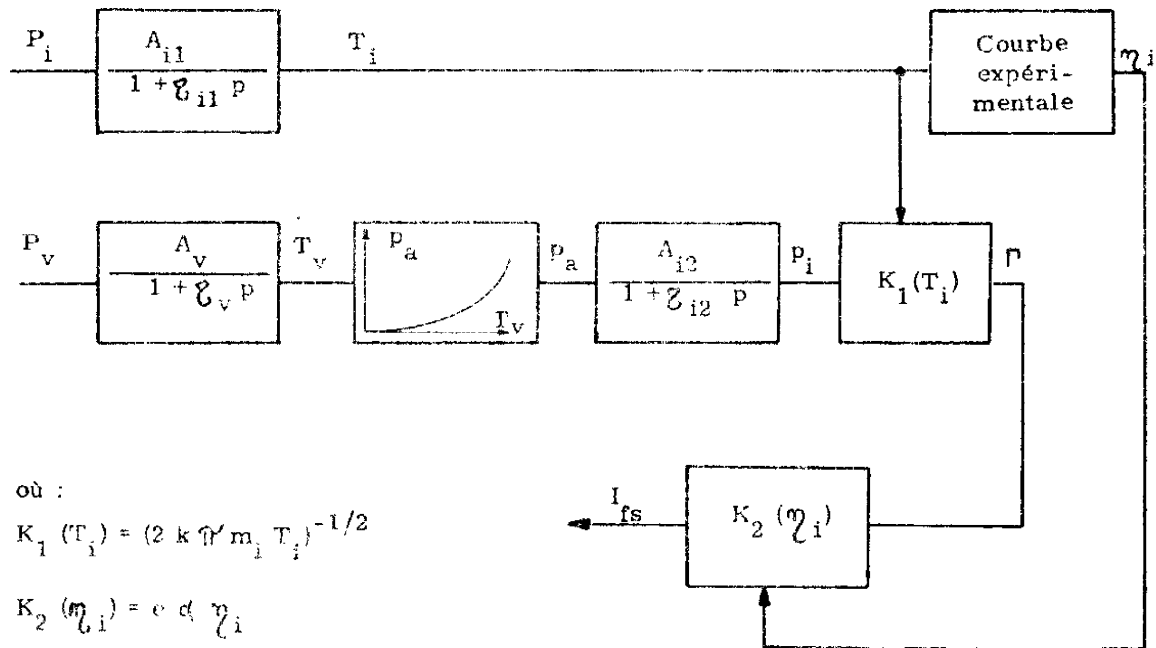 P_i
A_i1
1 + τ_i1 p
T_i
Courbe
expéri-
mentale
η_i
P_v
A_v
1 + τ_v p
T_v
p_a
T_v
p_a
A_i2
1 + τ_i2 p
p_i
K_1(T_i)
Γ
où :
I_fs
K_2 (η_i)
K_1 (T_i) = (2 k π m_i T_i)^-1/2
K_2 (η_i) = e α η_i